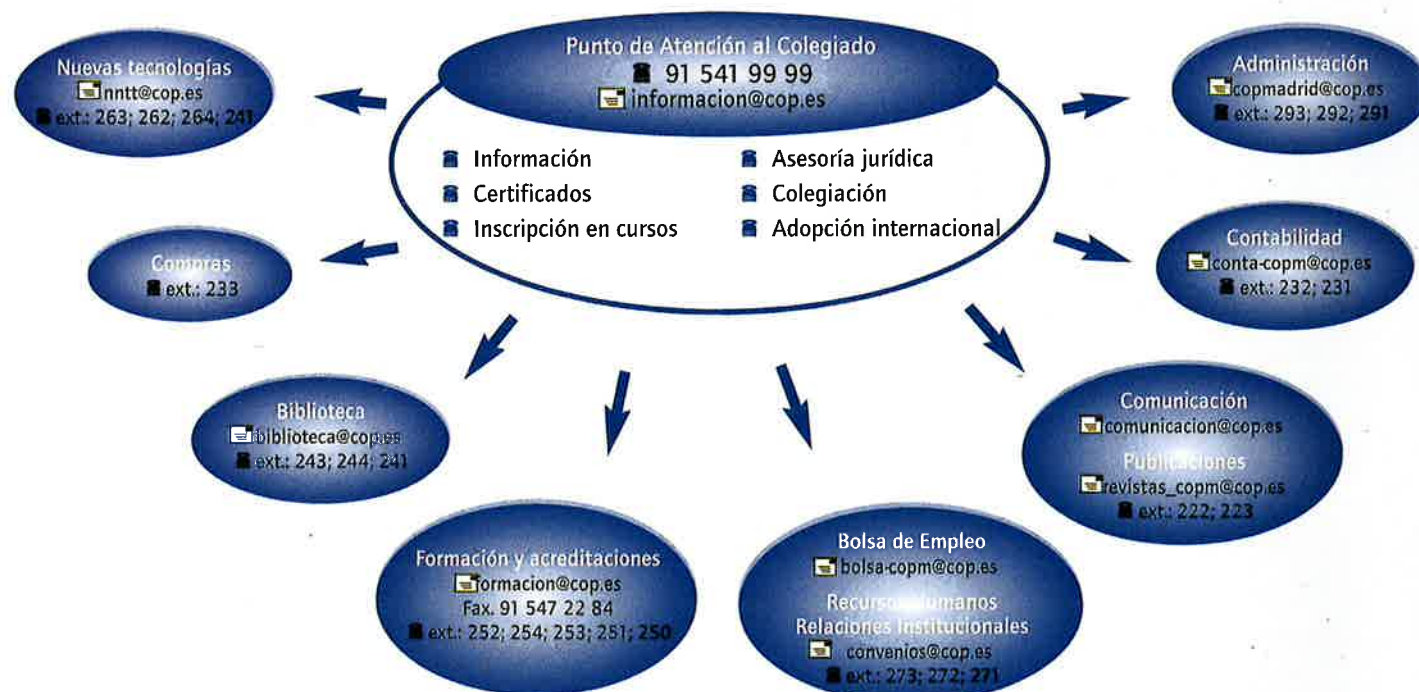 Punto de Atención al Colegiado
91 541 99 99
informacion@cop.es
Información
Certificados
Inscripción en cursos
Asesoría jurídica
Colegiación
Adopción internacional
Nuevas tecnologías
nntt@cop.es
ext.: 263; 262; 264; 241
Compras
ext.: 233
Biblioteca
biblioteca@cop.es
ext.: 243; 244; 241
Formación y acreditaciones
formacion@cop.es
Fax. 91 547 22 84
ext.: 252; 254; 253; 251; 250
Bolsa de Empleo
bolsa-copm@cop.es
Recursos Humanos
Relaciones Institucionales
convenios@cop.es
ext.: 273; 272; 271
Comunicación
comunicacion@cop.es
Publicaciones
revistas_copm@cop.es
ext.: 222; 223
Contabilidad
conta-copm@cop.es
ext.: 232; 231
Administración
copmadrid@cop.es
ext.: 293; 292; 291